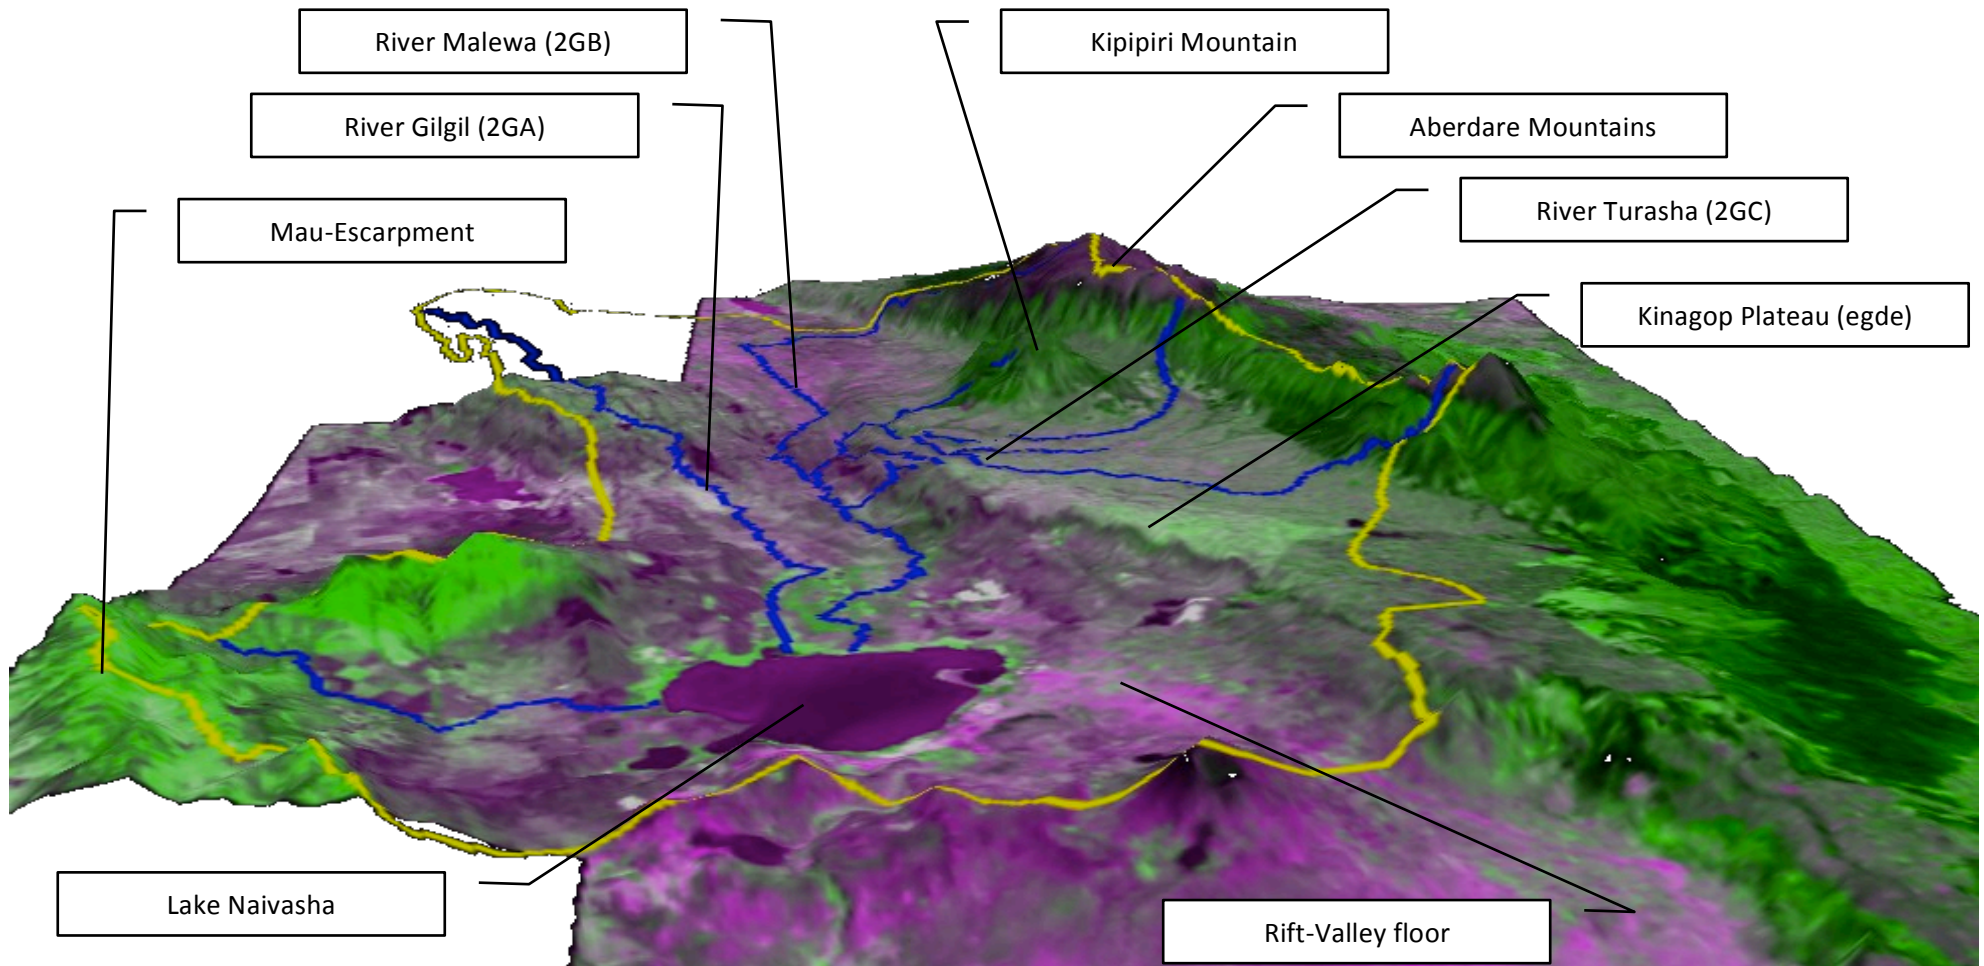 River Malewa (2GB)
Kipipiri Mountain
River Gilgil (2GA)
Aberdare Mountains
River Turasha (2GC)
Mau-Escarpment
Kinagop Plateau (egde)
Lake Naivasha
Rift-Valley floor